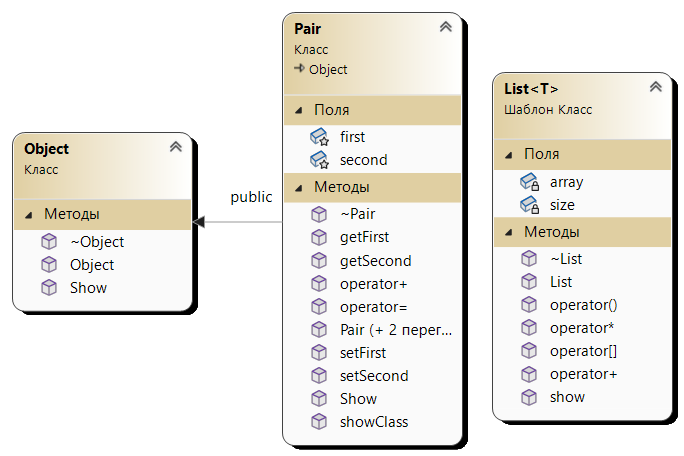 Object
Класс
Методы
~Object
Object
Show
public
Pair
Класс
Object
Поля
first
second
Методы
~Pair
getFirst
getSecond
operator+
operator=
Pair (+ 2 перег...
setFirst
setSecond
Show
showClass
List<T>
Шаблон Класс
Поля
array
size
Методы
~List
List
operator()
operator*
operator[]
operator+
show